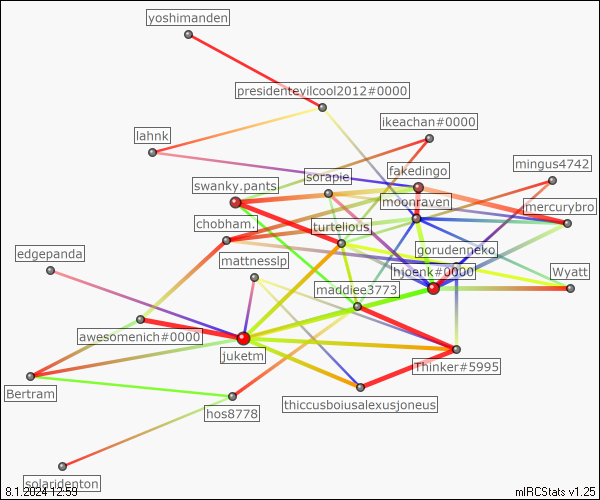 yoshimanden
presidentevilcool2012#0000
ikeachan#0000
lahnk
mingus4742
sorapie
fakedingo
swanky.pants
moonraven
mercurybro
chobham.
turtelious
gorudenneko
edgepanda
mattnesslp
hjoenk#0000
Wyatt
maddiee3773
awesomenich#0000
juketm
Thinker#5995
Bertram
thiccusboiusalexusjoneus
hos8778
solaridenton
8.1.2024 12:59
mIRCStats v1.25